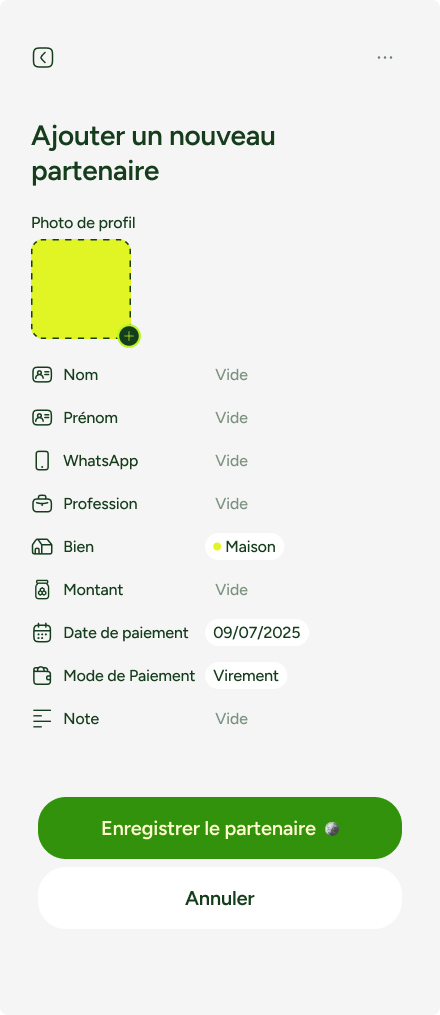 Ajouter un nouveau
partenaire
Photo de profil
Nom Vide
Prénom Vide
WhatsApp Vide
Profession Vide
Bien Maison
Montant Vide
Date de paiement 09/07/2025
Mode de Paiement Virement
Note Vide
Enregistrer le partenaire
Annuler